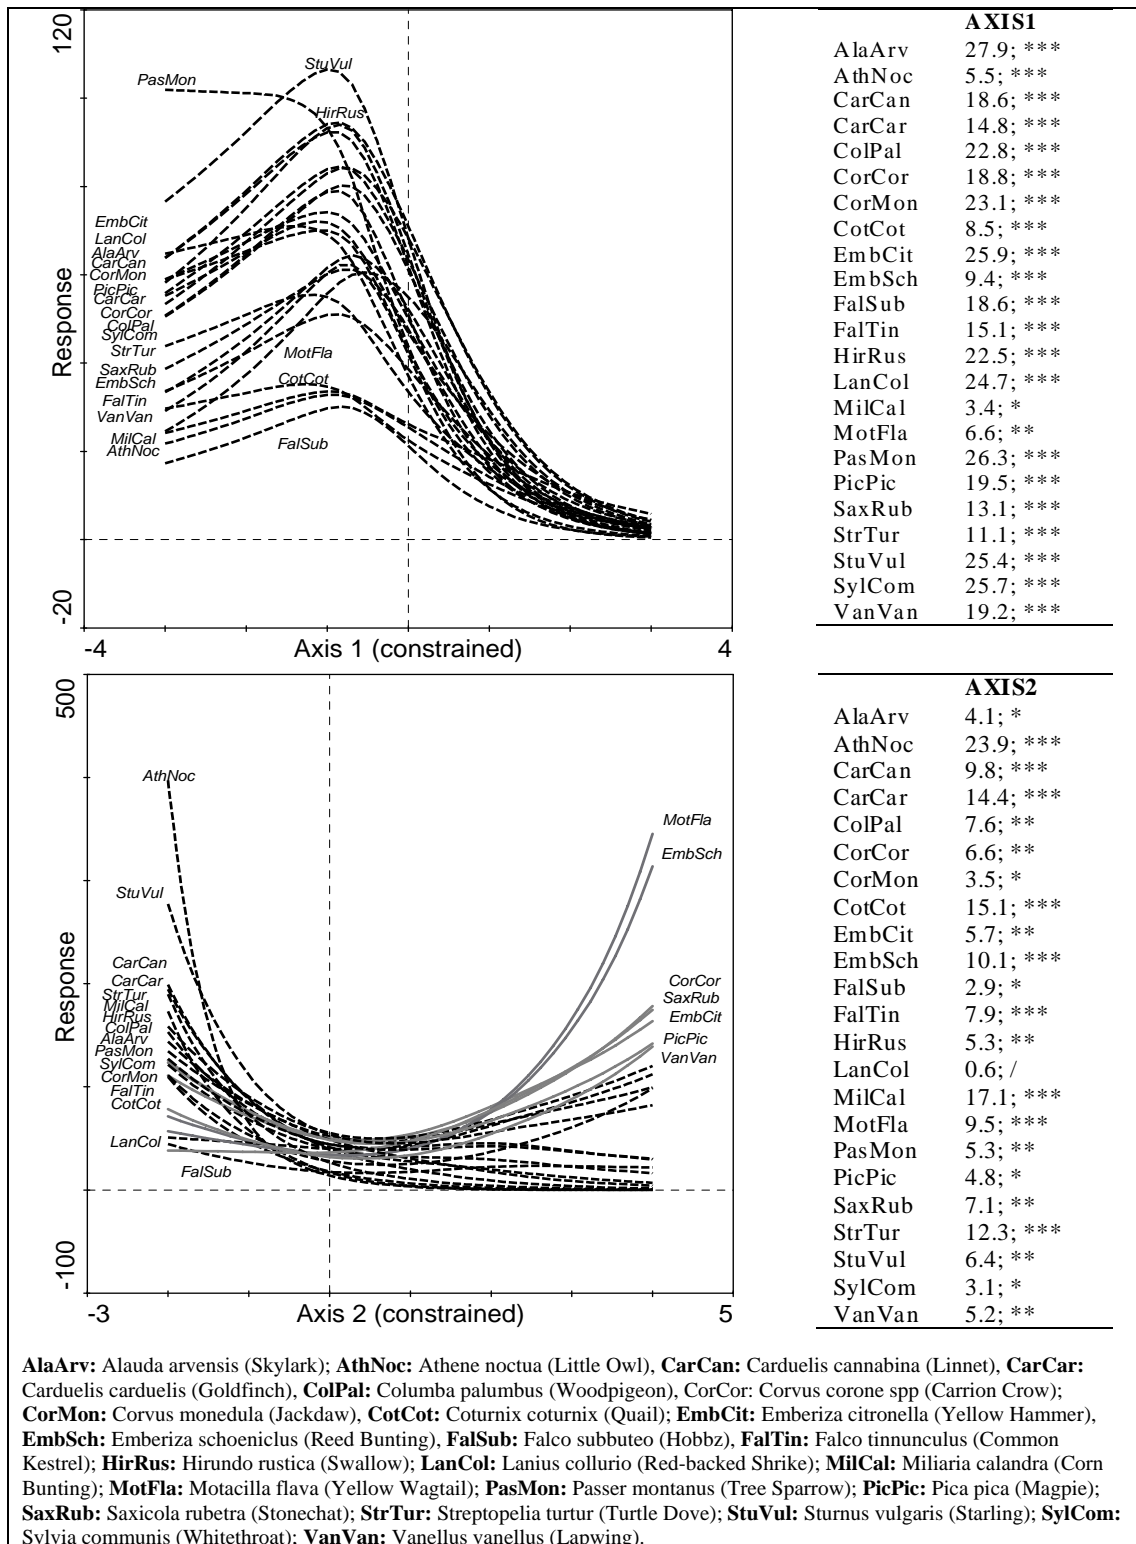 120
-20
Response
-4
Axis 1 (constrained)
4
PasMon
StuVul
HirRus
EmbCit
LanCol
AlaArv
CarCan
CorMon
PicPic
CarCar
CorCor
ColPal
SylCom
StrTur
SaxRub
EmbSch
FalTin
VanVan
MilCal
AthNoc
MotFla
CotCot
FalSub
AXIS1
AlaArv 27.9; ***
AthNoc 5.5; ***
CarCan 18.6; ***
CarCar 14.8; ***
ColPal 22.8; ***
CorCor 18.8; ***
CorMon 23.1; ***
CotCot 8.5; ***
EmbCit 25.9; ***
EmbSch 9.4; ***
FalSub 18.6; ***
FalTin 15.1; ***
HirRus 22.5; ***
LanCol 24.7; ***
MilCal 3.4; *
MotFla 6.6; **
PasMon 26.3; ***
PicPic 19.5; ***
SaxRub 13.1; ***
StrTur 11.1; ***
StuVul 25.4; ***
SylCom 25.7; ***
VanVan 19.2; ***
500
-100
Response
-3
Axis 2 (constrained)
5
AthNoc
StuVul
CarCan
CarCar
StrTur
MilCal
HirRus
ColPal
AlaArv
PasMon
SylCom
CorMon
FalTin
CotCot
LanCol
FalSub
MotFla
EmbSch
CorCor
SaxRub
EmbCit
PicPic
VanVan
AXIS2
AlaArv 4.1; *
AthNoc 23.9; ***
CarCan 9.8; ***
CarCar 14.4; ***
ColPal 7.6; **
CorCor 6.6; **
CorMon 3.5; *
CotCot 15.1; ***
EmbCit 5.7; **
EmbSch 10.1; ***
FalSub 2.9; *
FalTin 7.9; ***
HirRus 5.3; **
LanCol 0.6; /
MilCal 17.1; ***
MotFla 9.5; ***
PasMon 5.3; **
PicPic 4.8; *
SaxRub 7.1; **
StrTur 12.3; ***
StuVul 6.4; **
SylCom 3.1; *
VanVan 5.2; **
AlaArv: Alauda arvensis (Skylark); AthNoc: Athene noctua (Little Owl), CarCan: Carduelis cannabina (Linnet), CarCar:
Carduelis carduelis (Goldfinch), ColPal: Columba palumbus (Woodpigeon), CorCor: Corvus corone spp (Carrion Crow);
CorMon: Corvus monedula (Jackdaw), CotCot: Coturnix coturnix (Quail); EmbCit: Emberiza citronella (Yellow Hammer),
EmbSch: Emberiza schoeniclus (Reed Bunting), FalSub: Falco subbuteo (Hobbz), FalTin: Falco tinnunculus (Common
Kestrel); HirRus: Hirundo rustica (Swallow); LanCol: Lanius collurio (Red-backed Shrike); MilCal: Miliaria calandra (Corn
Bunting); MotFla: Motacilla flava (Yellow Wagtail); PasMon: Passer montanus (Tree Sparrow); PicPic: Pica pica (Magpie);
SaxRub: Saxicola rubetra (Stonechat); StrTur: Streptopelia turtur (Turtle Dove); StuVul: Sturnus vulgaris (Starling); SylCom:
Sylvia communis (Whitethroat); VanVan: Vanellus vanellus (Lapwing).